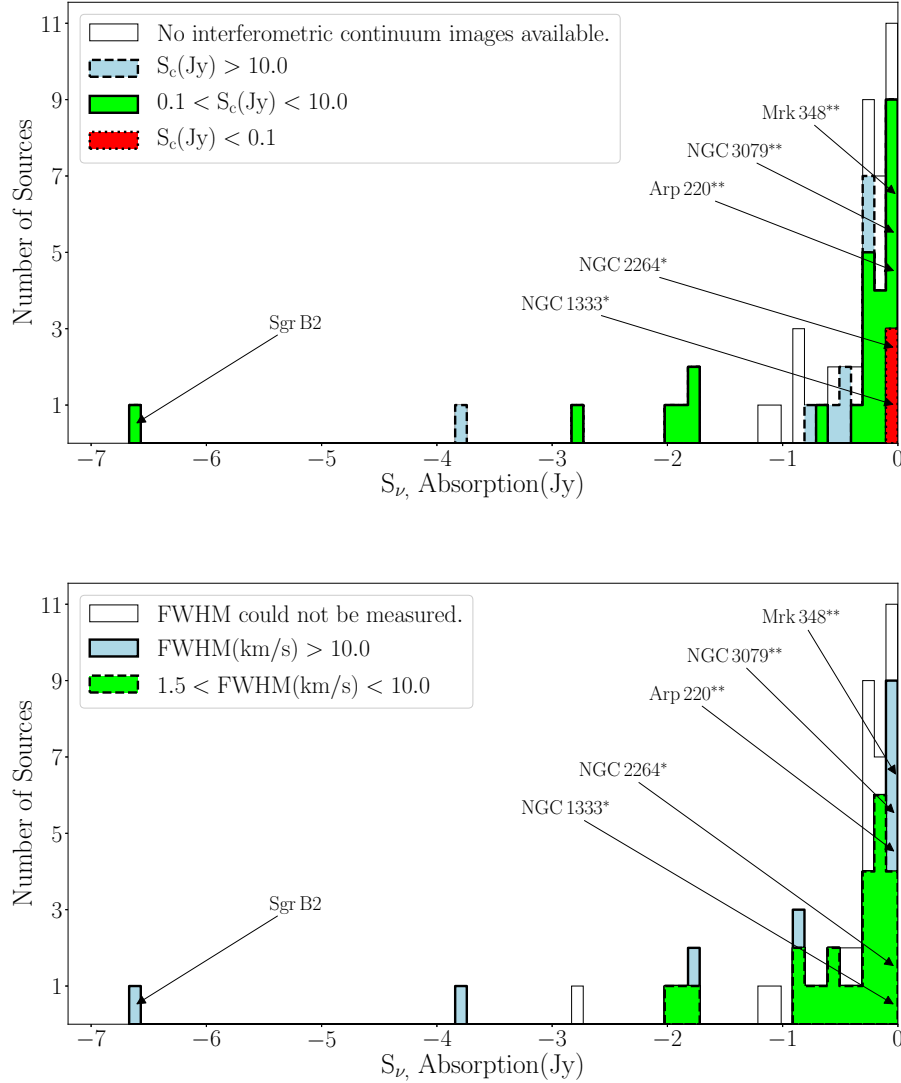 No interferometric continuum images available.
S_c(Jy) > 10.0
0.1 < S_c(Jy) < 10.0
S_c(Jy) < 0.1
Mrk 348**
NGC 3079**
Arp 220**
NGC 2264*
NGC 1333*
Sgr B2
Number of Sources
11
9
7
5
3
1
−7 −6 −5 −4 −3 −2 −1 0
S_ν, Absorption(Jy)
FWHM could not be measured.
FWHM(km/s) > 10.0
1.5 < FWHM(km/s) < 10.0
Mrk 348**
NGC 3079**
Arp 220**
NGC 2264*
NGC 1333*
Sgr B2
Number of Sources
11
9
7
5
3
1
−7 −6 −5 −4 −3 −2 −1 0
S_ν, Absorption(Jy)